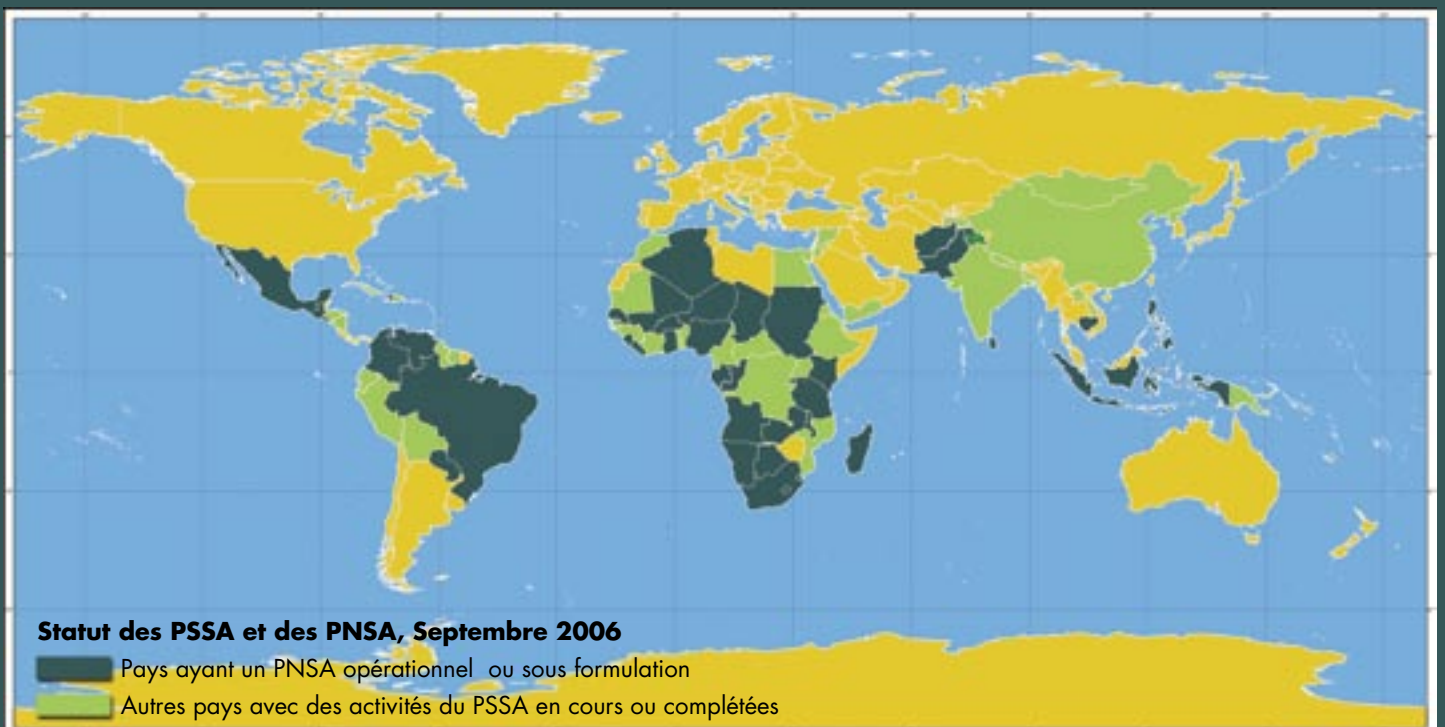 Statut des PSSA et des PNSA, Septembre 2006
Pays ayant un PNSA opérationnel ou sous formulation
Autres pays avec des activités du PSSA en cours ou complétées